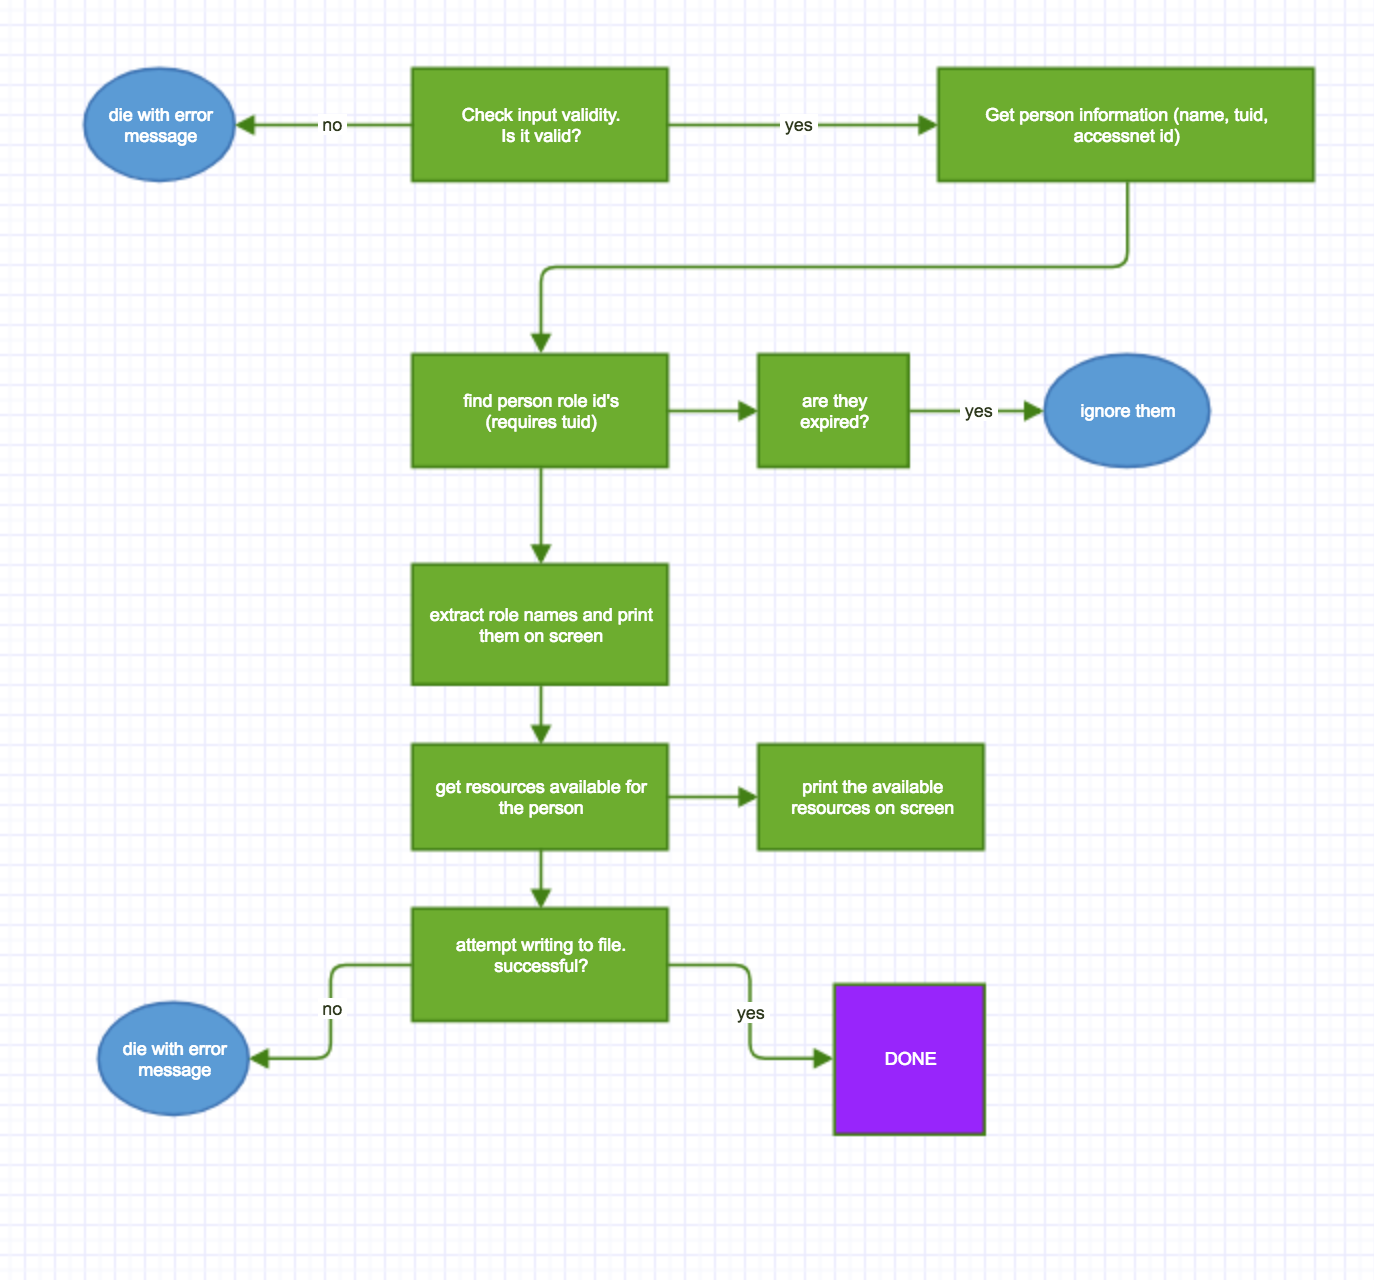 die with error
message
no
Check input validity.
Is it valid?
yes
Get person information (name, tuid,
accessnet id)
find person role id's
(requires tuid)
are they
expired?
yes
ignore them
extract role names and print
them on screen
get resources available for
the person
print the available
resources on screen
attempt writing to file.
successful?
no
yes
die with error
message
DONE